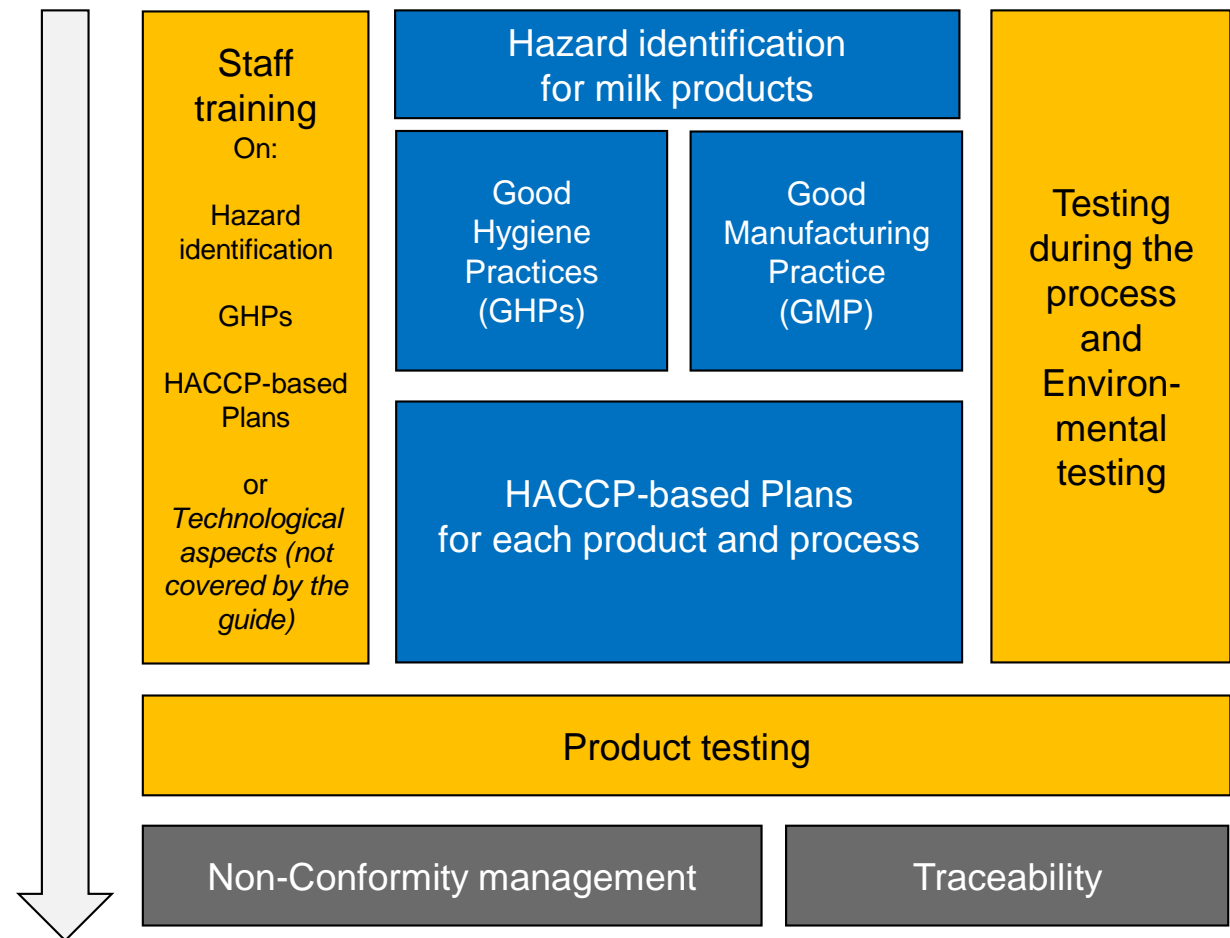 Staff
training
On:
Hazard
identification
GHPs
HACCP-based
Plans
or
Technological
aspects (not
covered by the
guide)
Hazard identification
for milk products
Good
Hygiene
Practices
(GHPs)
Good
Manufacturing
Practice
(GMP)
HACCP-based Plans
for each product and process
Testing
during the
process
and
Environ-
mental
testing
Product testing
Non-Conformity management
Traceability